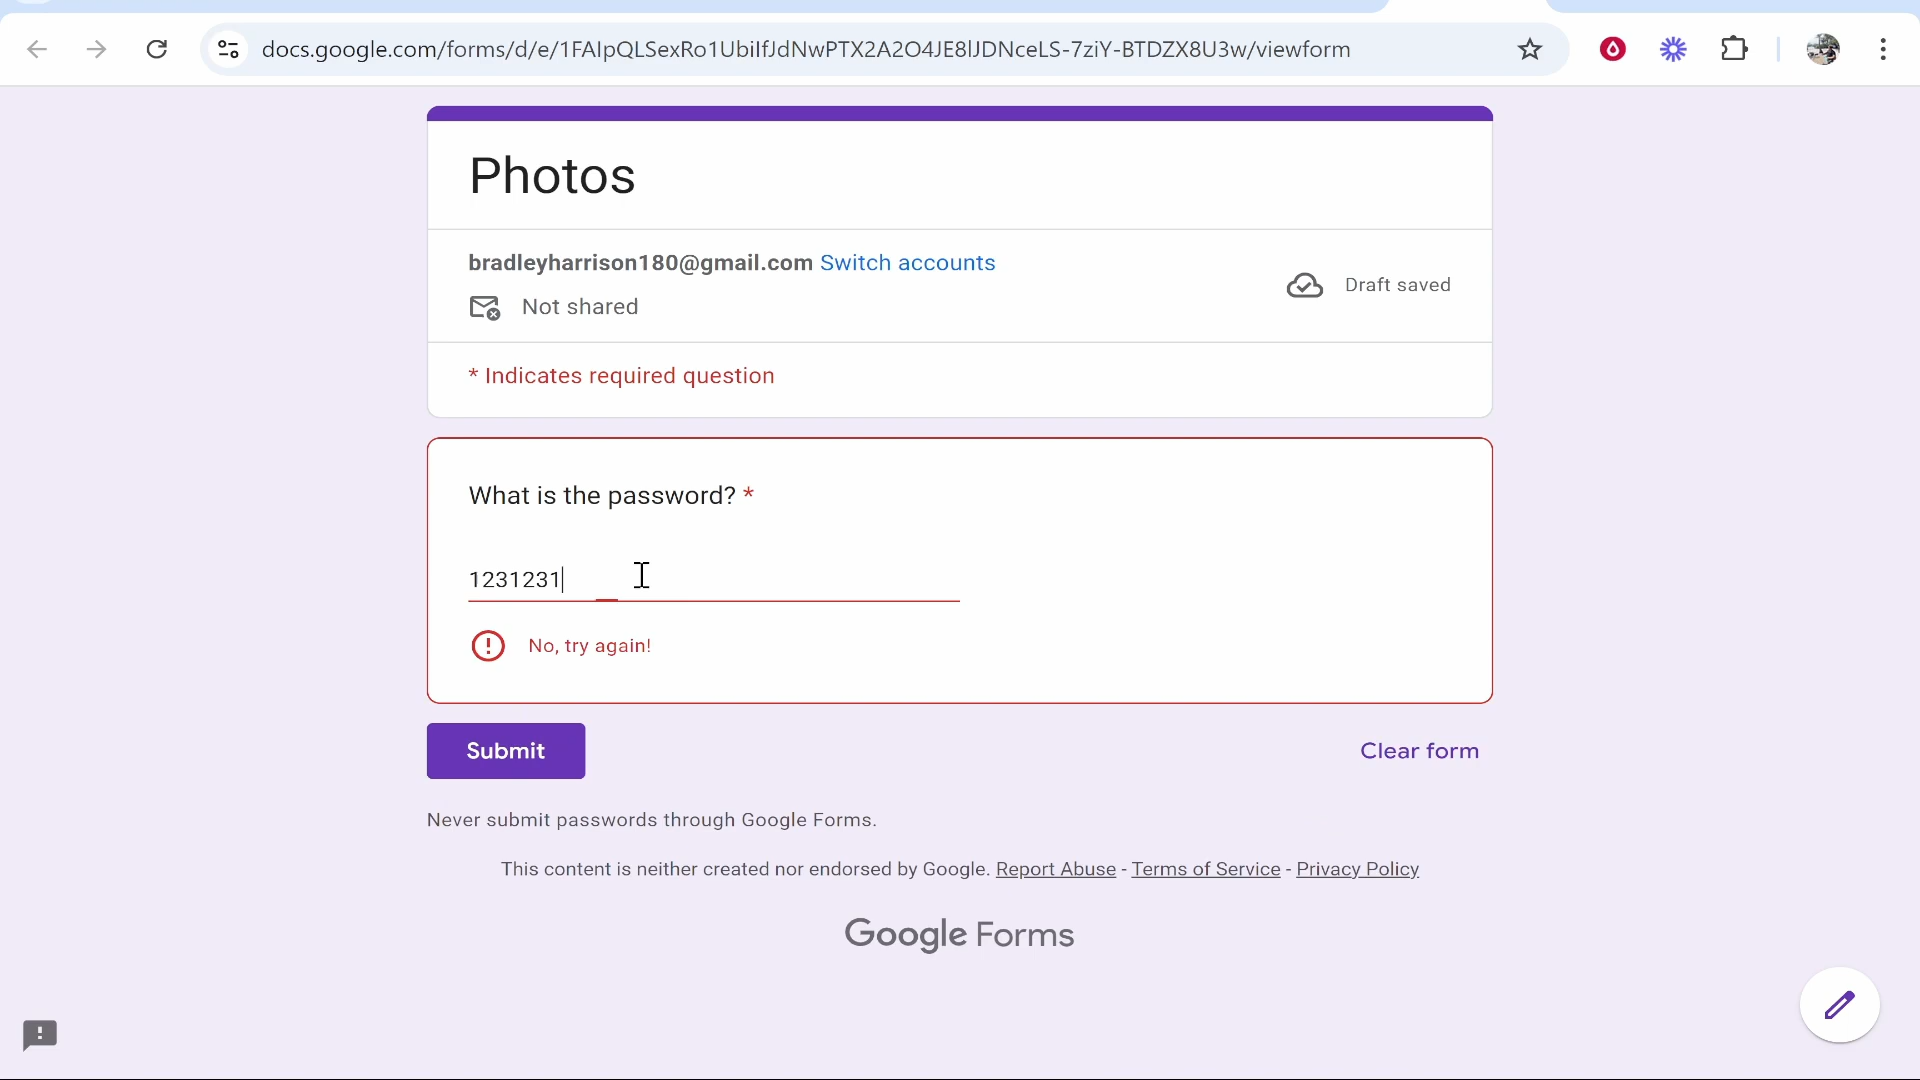 docs.google.com/forms/d/e/1FAIpQLSexRo1UbiIfJdNwPTX2A2O4JE8lJDNceLS-7ziY-BTDZX8U3w/viewform
Photos
bradleyharrison180@gmail.com Switch accounts
Not shared
Draft saved
* Indicates required question
What is the password? *
1231231
No, try again!
Submit
Clear form
Never submit passwords through Google Forms.
This content is neither created nor endorsed by Google. Report Abuse - Terms of Service - Privacy Policy
Google Forms